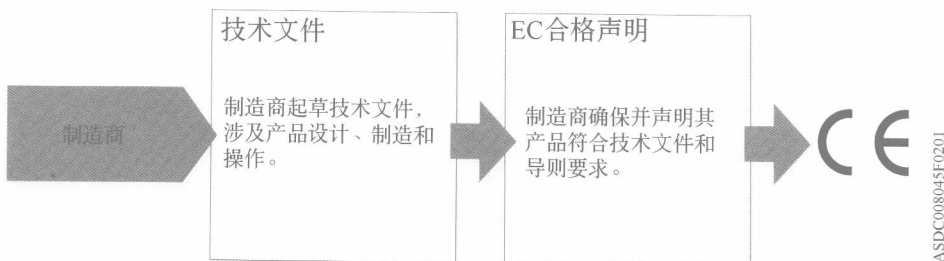 技术文件
EC合格声明
制造商
制造商起草技术文件,
涉及产品设计、制造和
操作。
制造商确保并声明其
产品符合技术文件和
导则要求。
CE
ASDC008045F0201